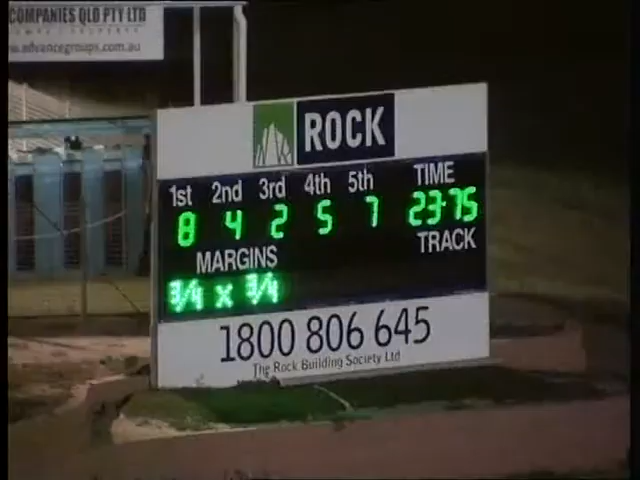 COMPANIES QLD PTY LTD
www.advancegroups.com.au
ROCK
1st 2nd 3rd 4th 5th TIME
8 4 2 5 7 23.75
MARGINS TRACK
3/4 x 3/4
1800 806 645
The Rock Building Society Ltd